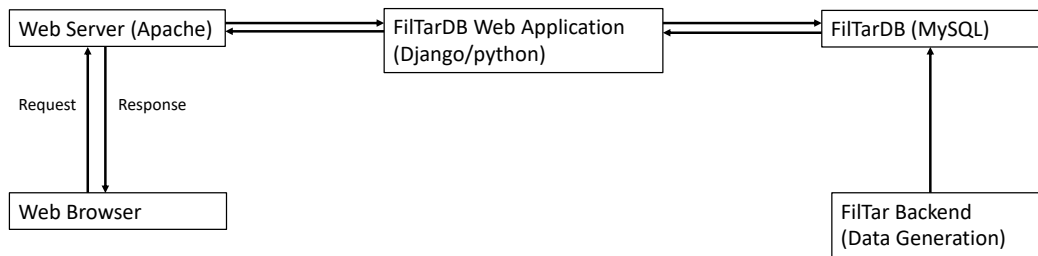 Web Server (Apache)
FilTarDB Web Application
(Django/python)
FilTarDB (MySQL)
Request
Response
Web Browser
FilTar Backend
(Data Generation)